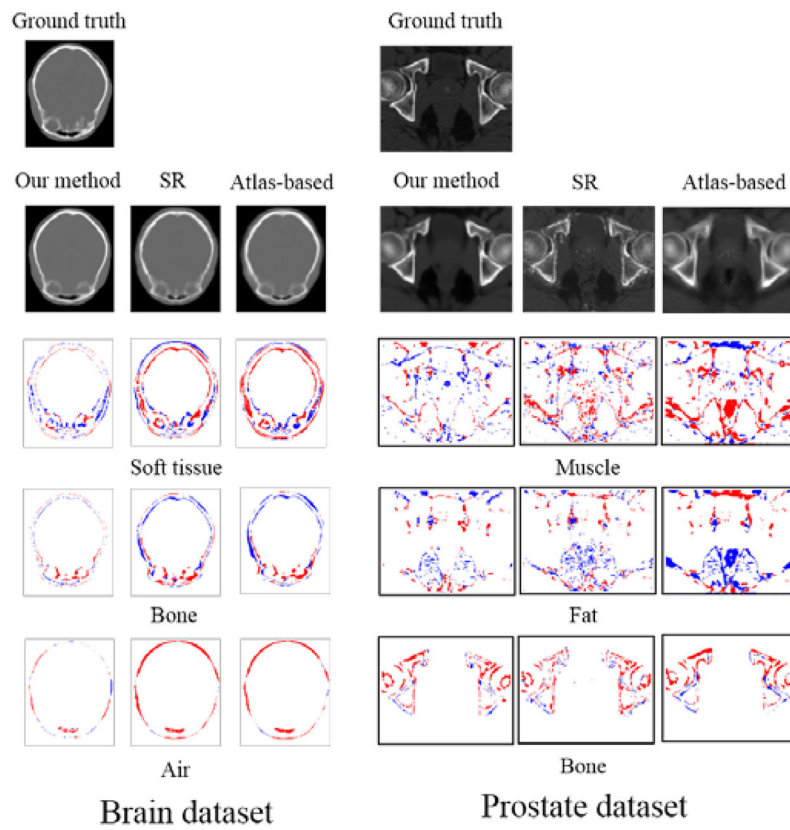 Ground truth
Ground truth
Our method SR Atlas-based
Our method SR Atlas-based
Soft tissue
Muscle
Bone
Fat
Air
Bone
Brain dataset
Prostate dataset